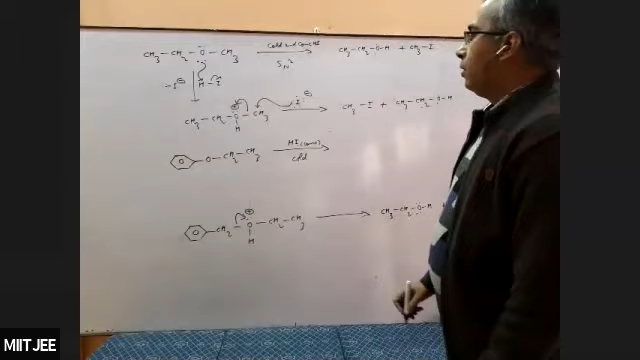 CH3-CH2-Ö-CH3 Cold and Conc HI SN2 CH3-CH2-Ö-H + CH3-I
-I⊖ H-I
CH3-CH2-O⊕-CH3 I⊖ CH3-I + CH3-CH2-O-H
H
O-CH2-CH3 HI (conc) cold
CH2-O⊕-CH2-CH3 CH3-CH2-O-H
H
MIIT JEE